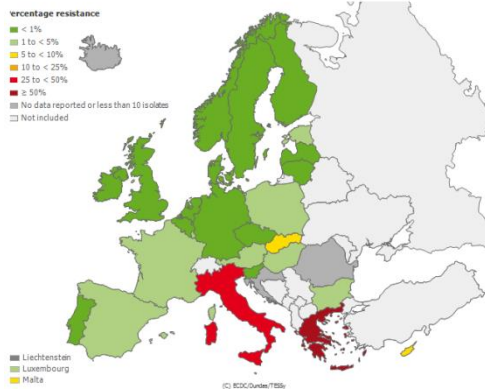 Percentage resistance
< 1%
1 to < 5%
5 to < 10%
10 to < 25%
25 to < 50%
≥ 50%
No data reported or less than 10 isolates
Not included
Liechtenstein
Luxembourg
Malta
(C) ECDC/Dundas/TESSy